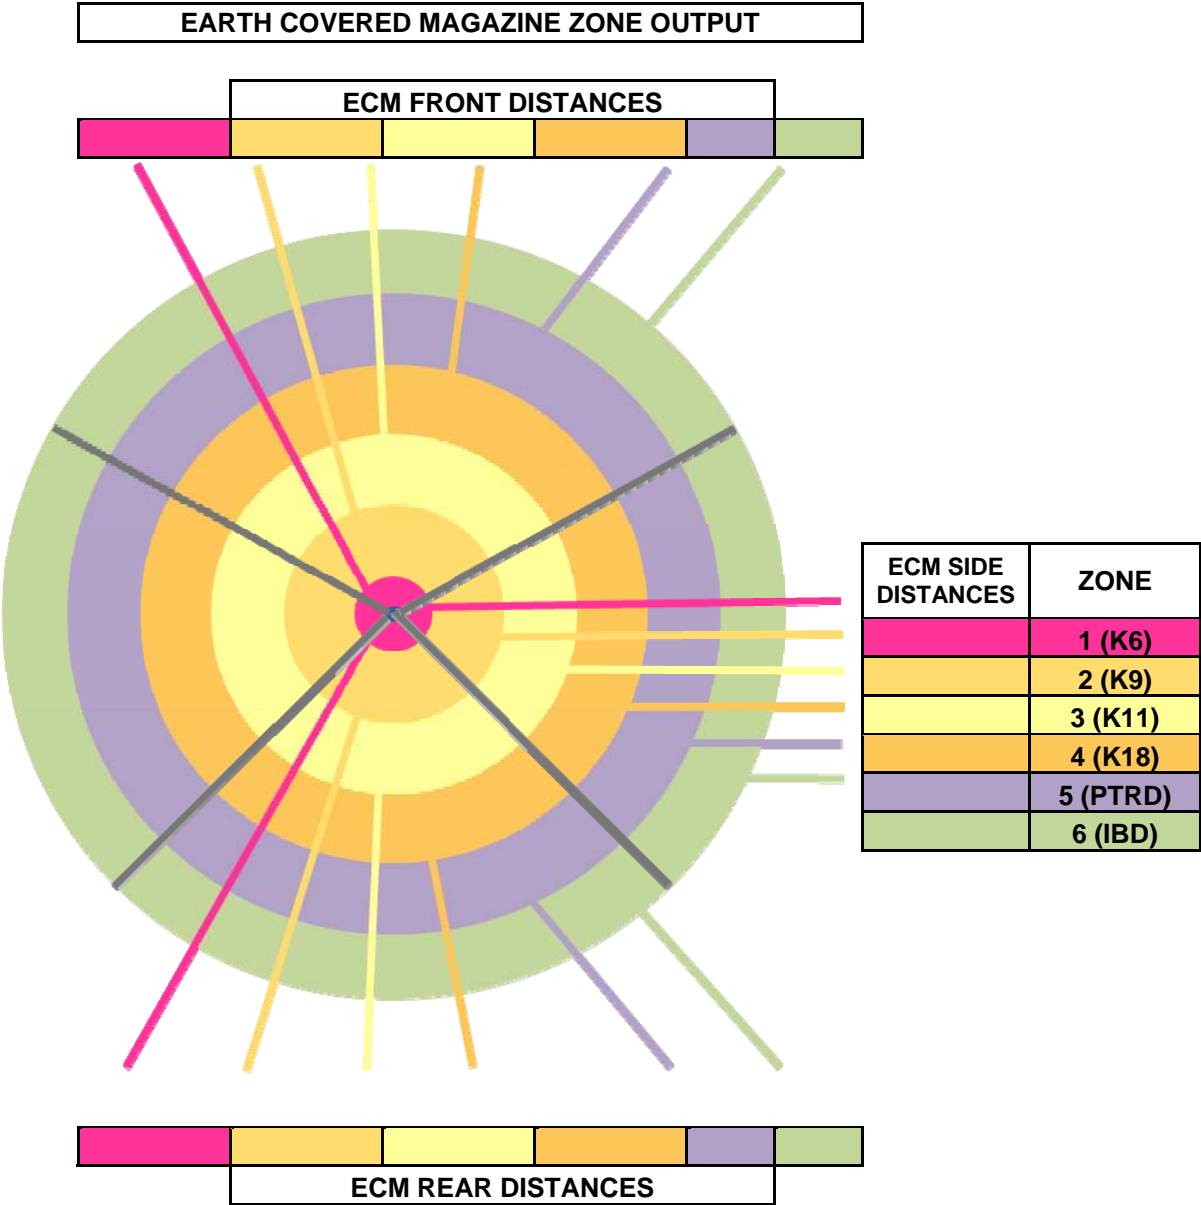 EARTH COVERED MAGAZINE ZONE OUTPUT
ECM FRONT DISTANCES
ECM SIDE
DISTANCES
ZONE
1 (K6)
2 (K9)
3 (K11)
4 (K18)
5 (PTRD)
6 (IBD)
ECM REAR DISTANCES